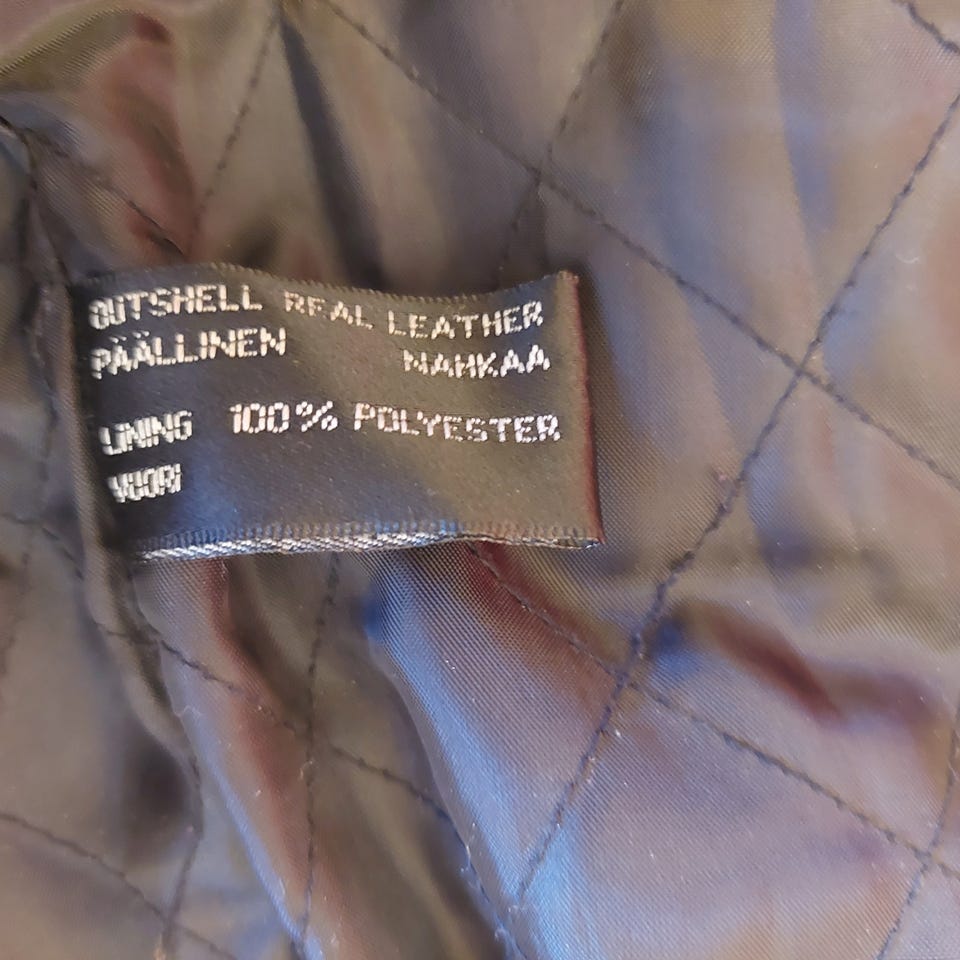 OUTSHELL REAL LEATHER
PÄÄLLINEN NAHKAA
LINING 100% POLYESTER
VUORI